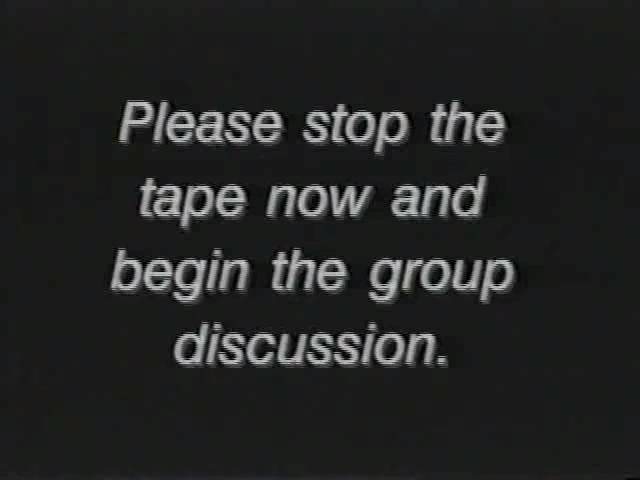 Please stop the
tape now and
begin the group
discussion.